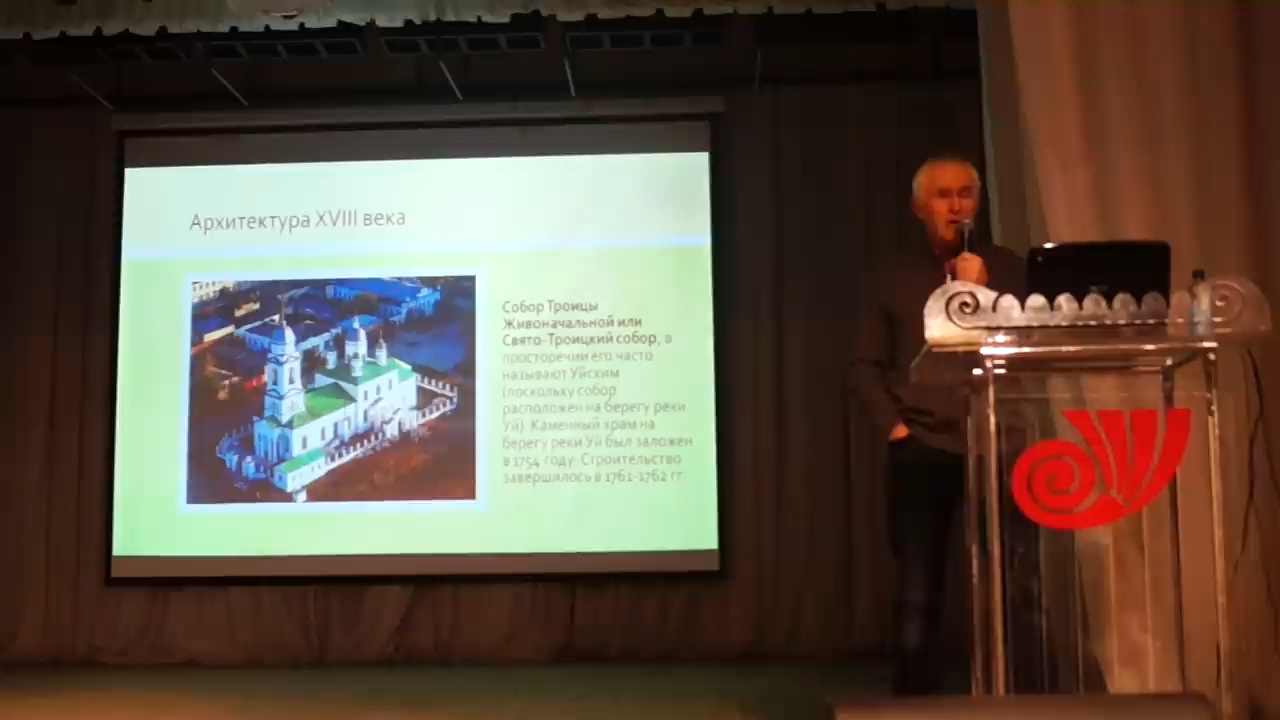 Архитектура XVIII века
Собор Троицы
Живоначальной или
Свято-Троицкий собор, в
просторечии его часто
называют Уйским
(поскольку собор
расположен на берегу реки
Уй). Каменный храм на
берегу реки Уй был заложен
в 1754 году. Строительство
завершилось в 1761-1762 гг